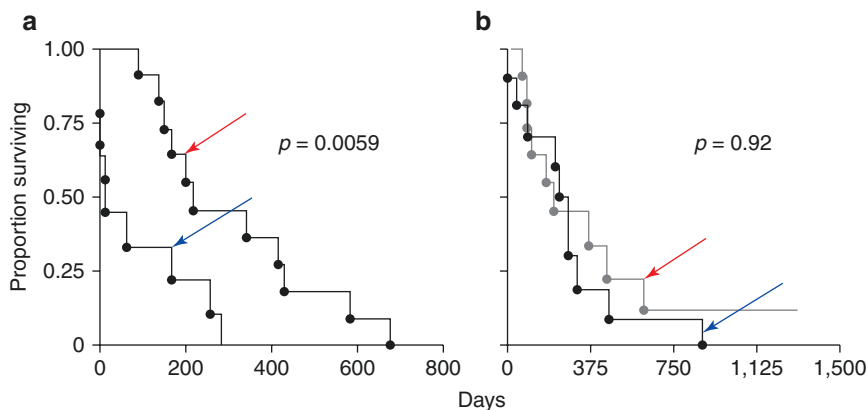 a
b
1.00
0.75
0.50
0.25
0
Proportion surviving
p = 0.0059
p = 0.92
0 200 400 600 800
0 375 750 1,125 1,500
Days